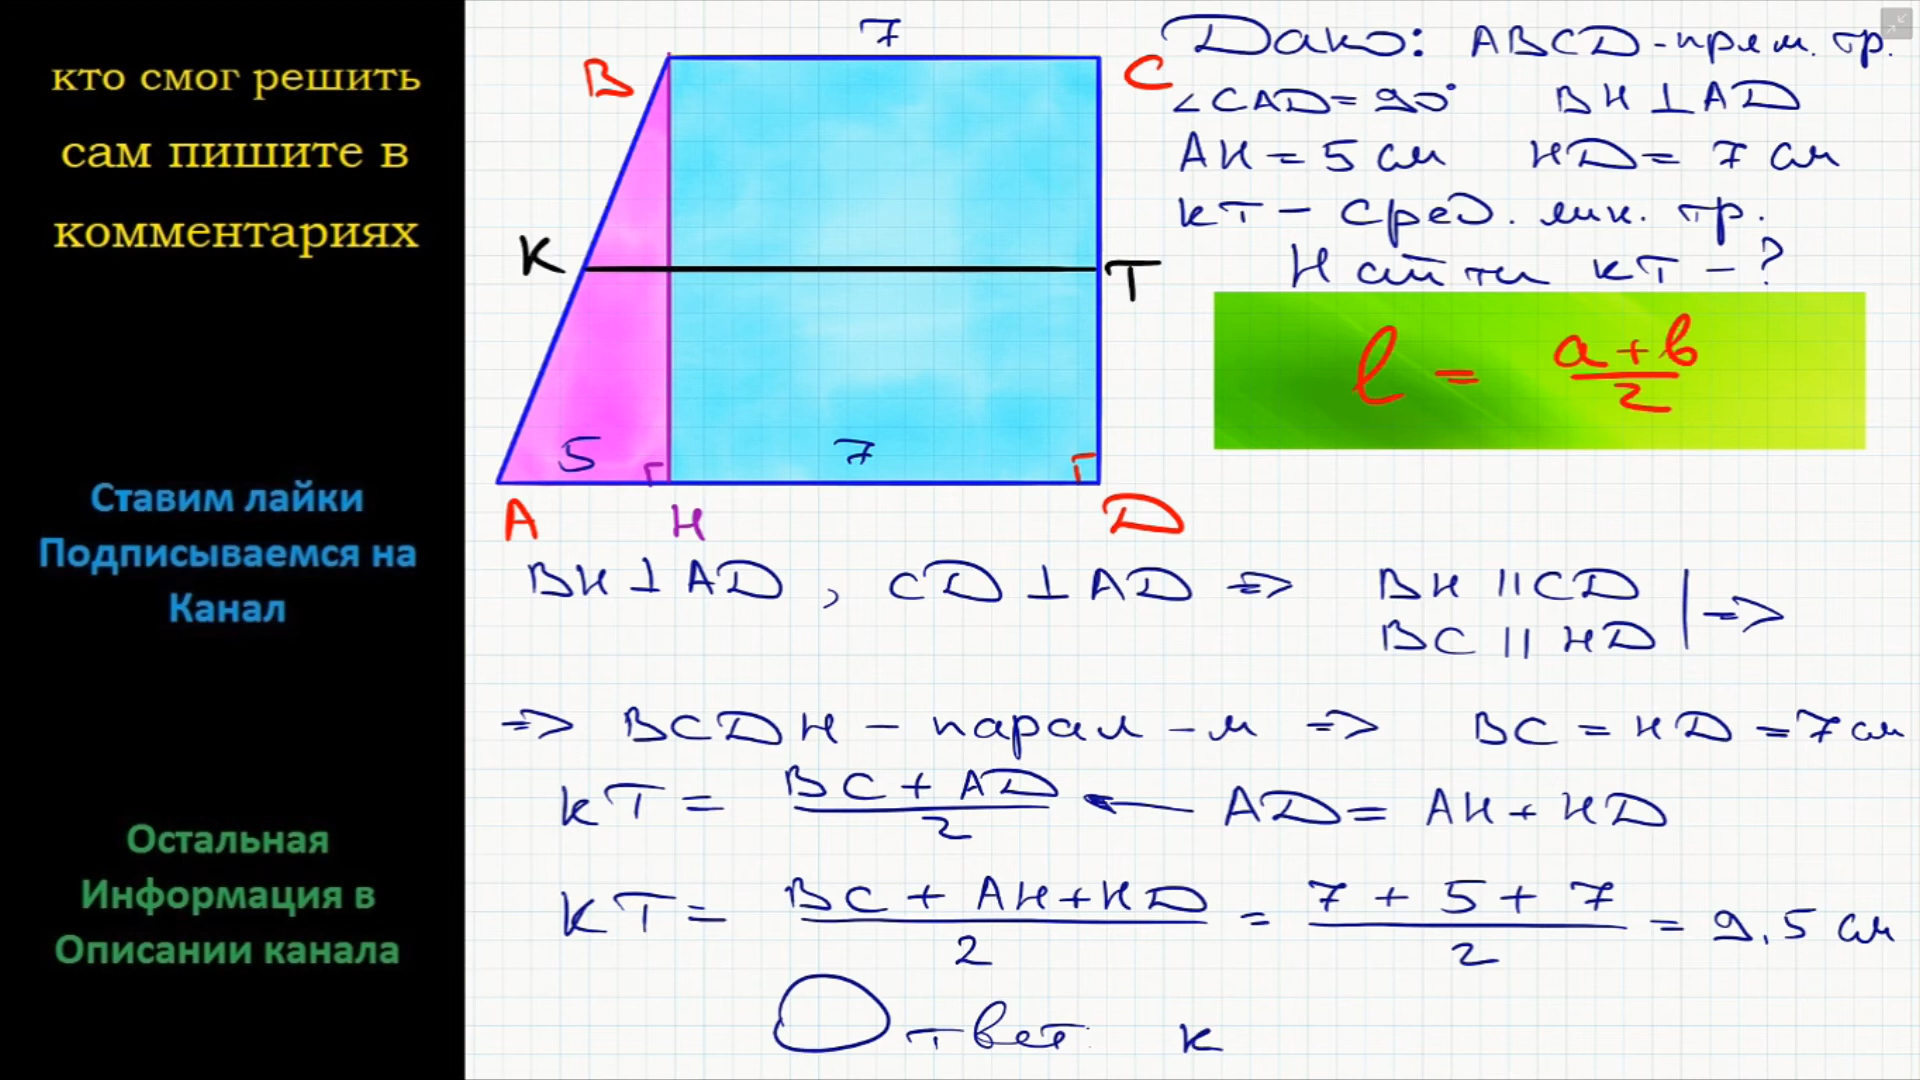 кто смог решить
сам пишите в
комментариях
Ставим лайки
Подписываемся на
Канал
Остальная
Информация в
Описании канала
7
B
C
K
T
5
7
A
H
D
Дано: ABCD - прям. тр.
∠CAD = 90° BH ⊥ AD
AH = 5 см HD = 7 см
KT - сред. лин. тр.
Найти KT - ?
l = (a + b)/2
BH ⊥ AD, CD ⊥ AD => BH || CD
BC || HD | =>
=> BCDH - парал-м => BC = HD = 7 см
KT = (BC + AD)/2 ← AD = AH + HD
KT = (BC + AH + HD)/2 = (7 + 5 + 7)/2 = 9,5 см
Ответ: к